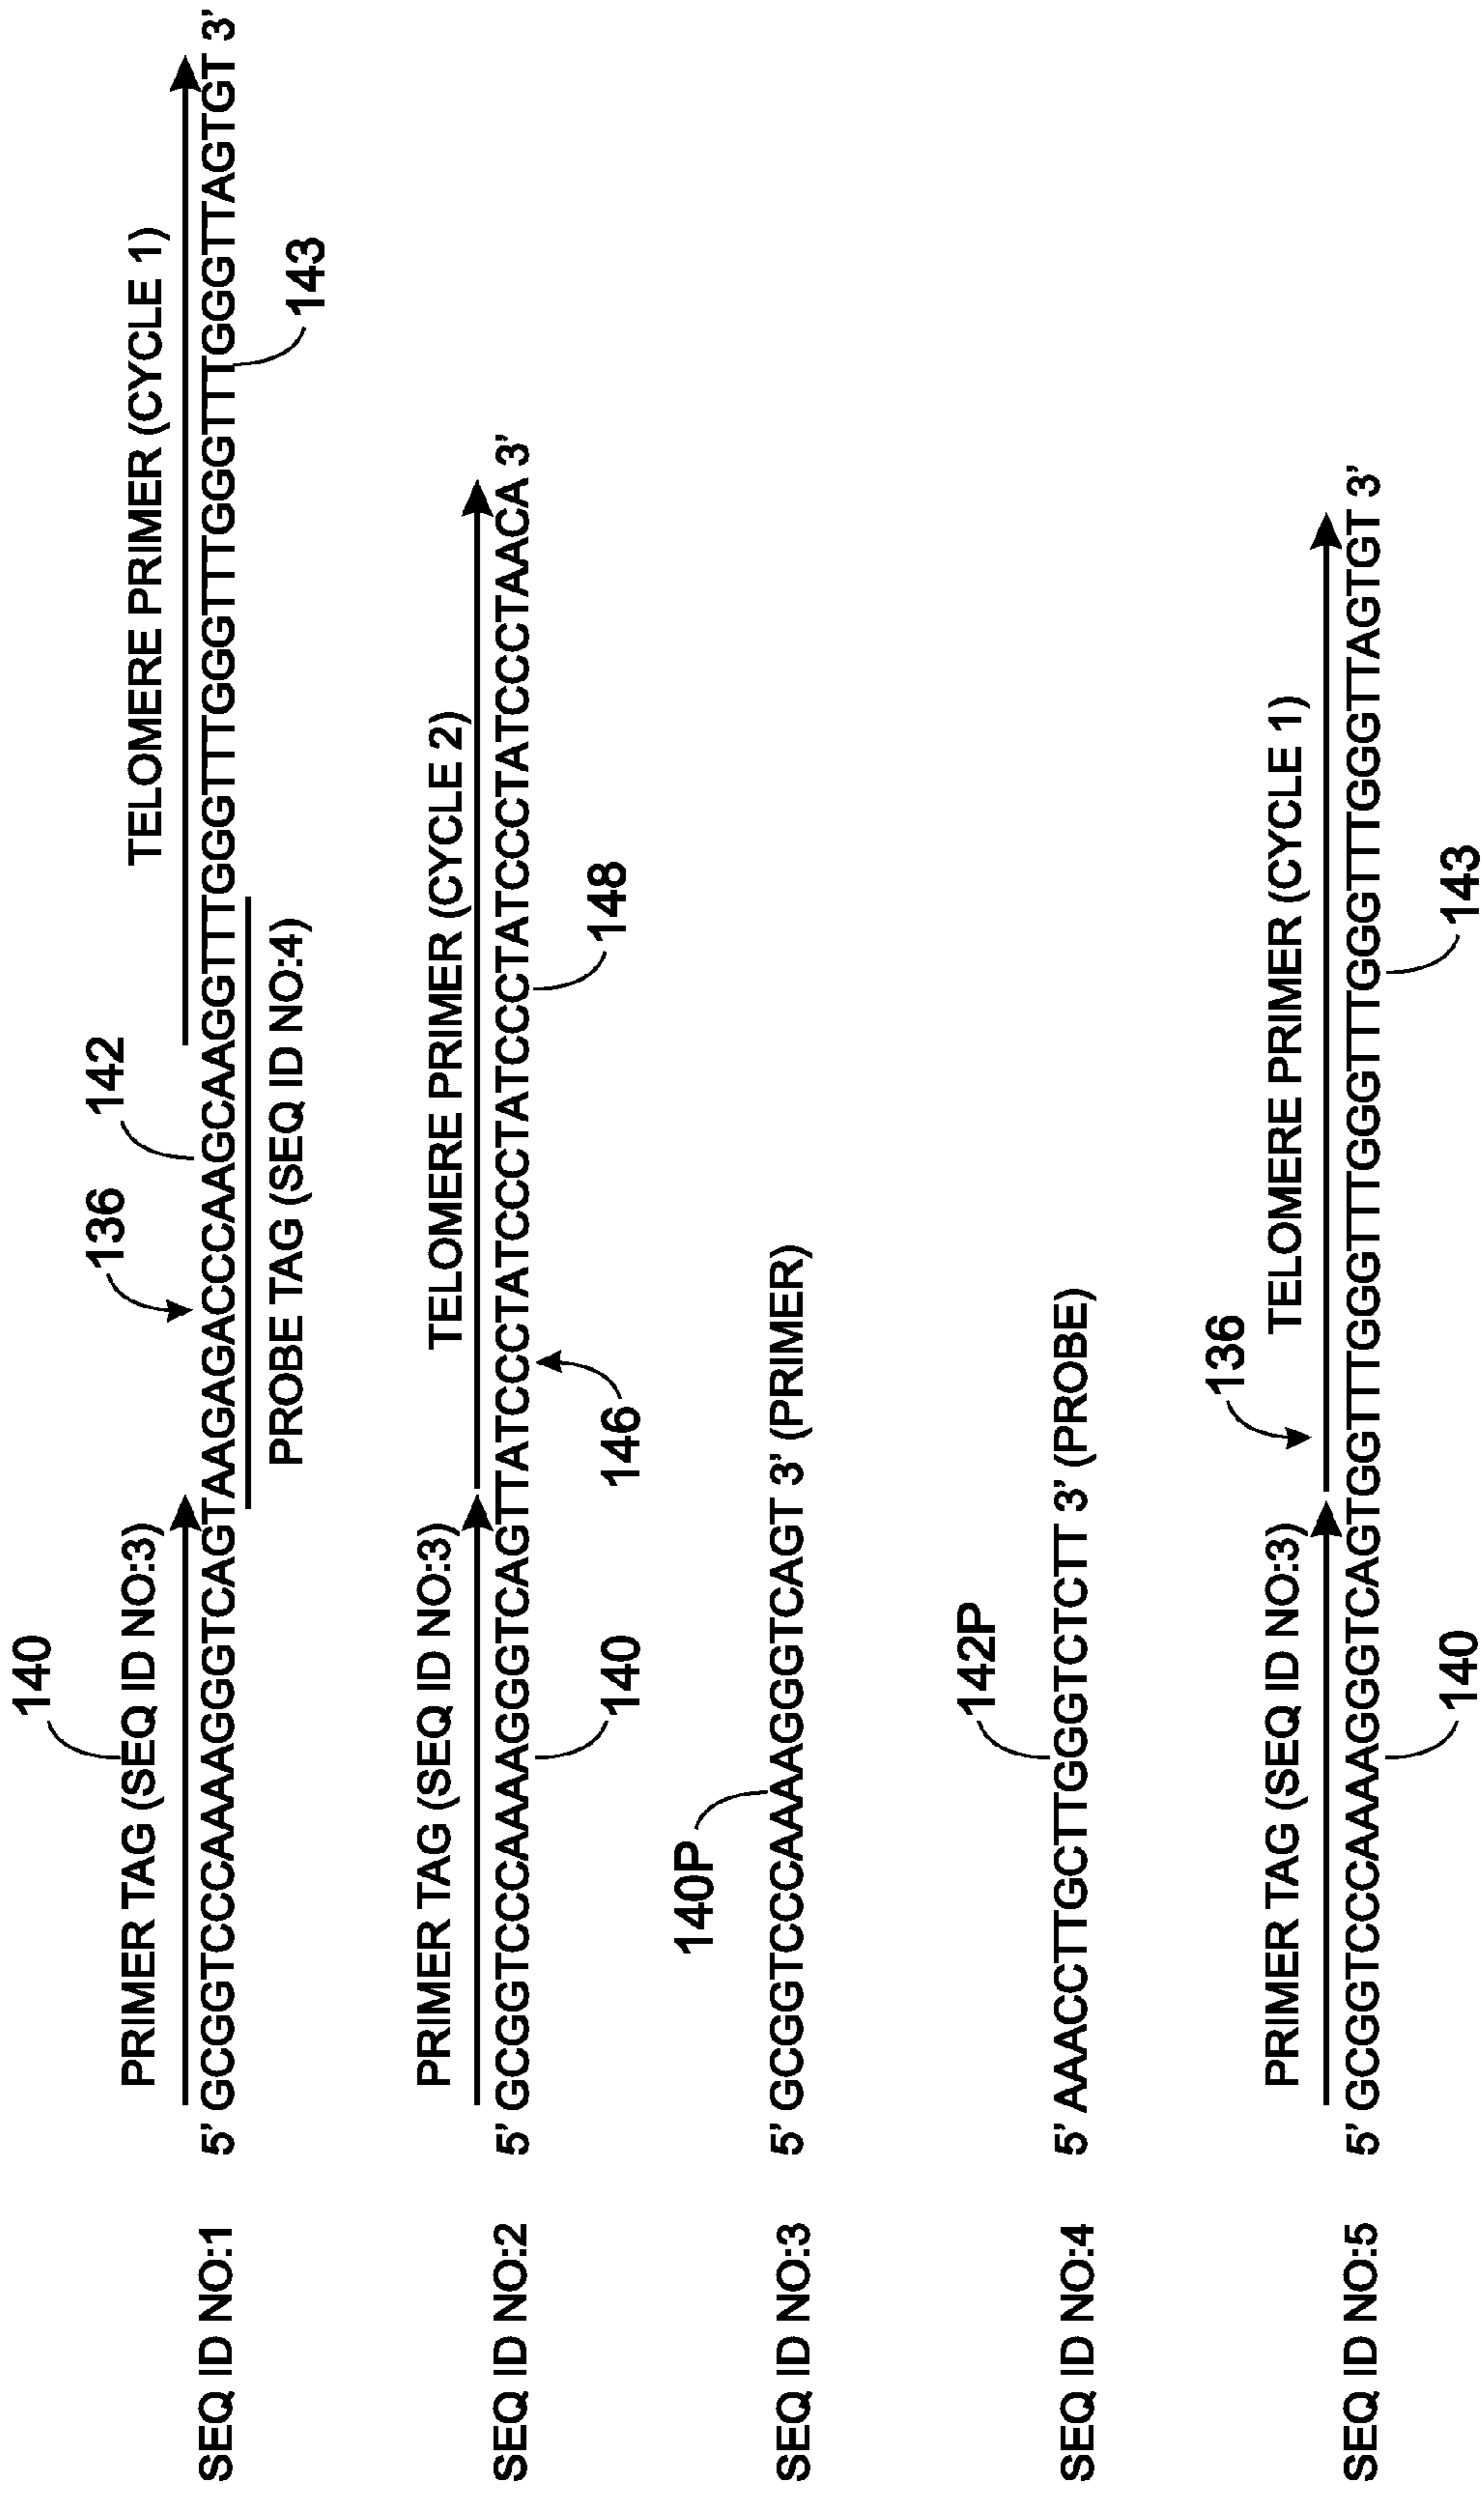 140
PRIMER TAG (SEQ ID NO:3)
136
142
TELOMERE PRIMER (CYCLE 1)
SEQ ID NO:1 5' GCGGTCCCAAAAGGGTCAGTAAGAGACCCAAGCAAGGTTTGGGTTTGGGTTTGGGTTTGGGTTAGTGT 3'
PROBE TAG (SEQ ID NO:4)
143
PRIMER TAG (SEQ ID NO:3)
TELOMERE PRIMER (CYCLE 2)
SEQ ID NO:2 5' GCGGTCCCAAAAGGGTCAGTTATCCCTATCCCTATCCCTATCCCTATCCCTAACA 3'
140
146
148
140P
SEQ ID NO:3 5' GCGGTCCCAAAAGGGTCAGT 3' (PRIMER)
142P
SEQ ID NO:4 5' AAACCTTGCTTGGGTCTCTT 3' (PROBE)
136
PRIMER TAG (SEQ ID NO:3)
TELOMERE PRIMER (CYCLE 1)
SEQ ID NO:5 5' GCGGTCCCAAAAGGGTCAGTGGTTTGGGTTTGGGTTTGGGTTTGGGTTAGTGT 3'
140
143